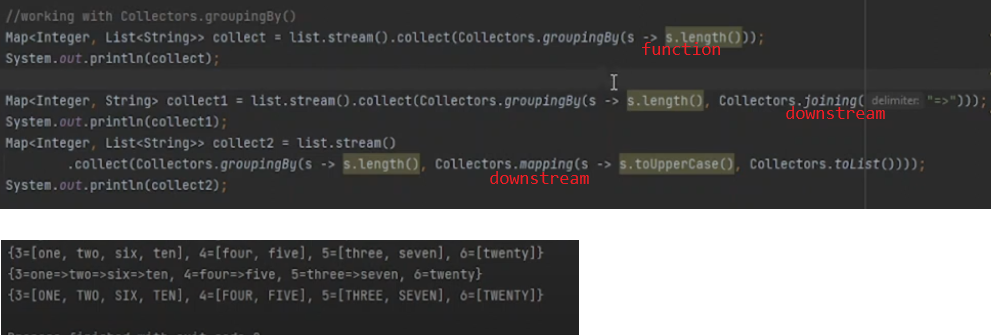 //working with Collectors.groupingBy()
Map<Integer, List<String>> collect = list.stream().collect(Collectors.groupingBy(s -> s.length()));
function
System.out.println(collect);
Map<Integer, String> collect1 = list.stream().collect(Collectors.groupingBy(s -> s.length(), Collectors.joining( delimiter: "=>")));
downstream
System.out.println(collect1);
Map<Integer, List<String>> collect2 = list.stream()
.collect(Collectors.groupingBy(s -> s.length(), Collectors.mapping(s -> s.toUpperCase(), Collectors.toList())));
downstream
System.out.println(collect2);
{3=[one, two, six, ten], 4=[four, five], 5=[three, seven], 6=[twenty]}
{3=one=>two=>six=>ten, 4=four=>five, 5=three=>seven, 6=twenty}
{3=[ONE, TWO, SIX, TEN], 4=[FOUR, FIVE], 5=[THREE, SEVEN], 6=[TWENTY]}